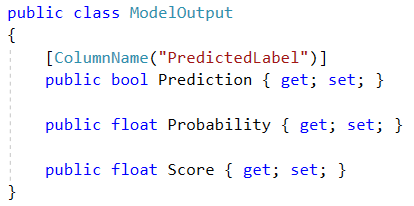 public class ModelOutput
{
    [ColumnName("PredictedLabel")]
    public bool Prediction { get; set; }
    public float Probability { get; set; }
    public float Score { get; set; }
}